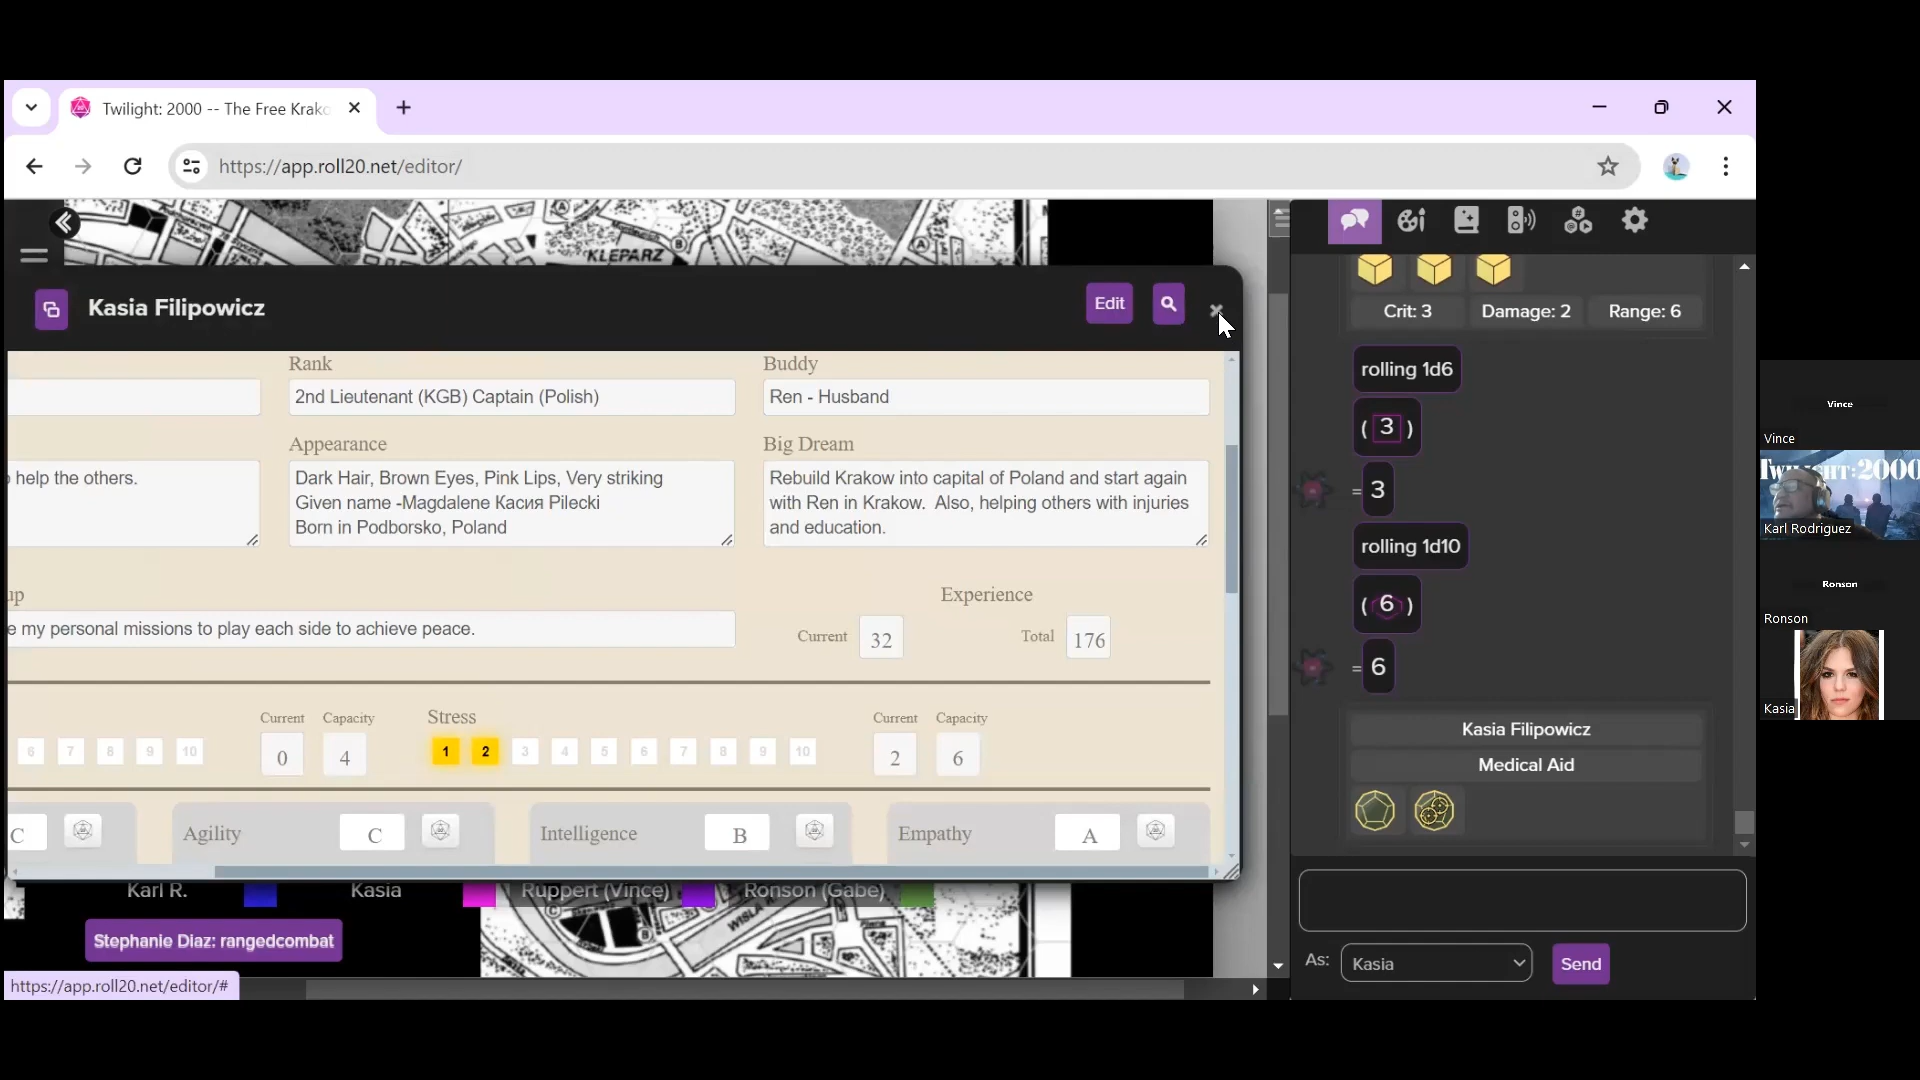 Twilight: 2000 -- The Free Krako
https://app.roll20.net/editor/
KLEPARZ
Kasia Filipowicz
Edit
Rank
Buddy
2nd Lieutenant (KGB) Captain (Polish)
Ren - Husband
Appearance
Big Dream
help the others.
Dark Hair, Brown Eyes, Pink Lips, Very striking
Given name -Magdalene Касия Pilecki
Born in Podborsko, Poland
Rebuild Krakow into capital of Poland and start again
with Ren in Krakow. Also, helping others with injuries
and education.
up
Experience
e my personal missions to play each side to achieve peace.
Current 32
Total 176
Current Capacity
Stress
Current Capacity
6 7 8 9 10
0 4
1 2 3 4 5 6 7 8 9 10
2 6
C
Agility C
Intelligence B
Empathy A
Karl R.
Kasia
Ruppert (Vince)
Ronson (Gabe)
Stephanie Diaz: rangedcombat
WISLA
https://app.roll20.net/editor/#
Crit: 3
Damage: 2
Range: 6
rolling 1d6
( 3 )
= 3
rolling 1d10
( 6 )
= 6
Kasia Filipowicz
Medical Aid
As: Kasia
Send
Vince
Vince
Twilight:2000
Karl Rodriguez
Ronson
Ronson
Kasia